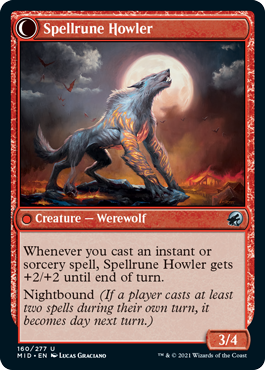 Spellrune Howler
Creature — Werewolf
Whenever you cast an instant or
sorcery spell, Spellrune Howler gets
+2/+2 until end of turn.
Nightbound (If a player casts at least
two spells during their own turn, it
becomes day next turn.)
3/4
160/277 U
MID • EN LUCAS GRACIANO
™ & © 2021 Wizards of the Coast